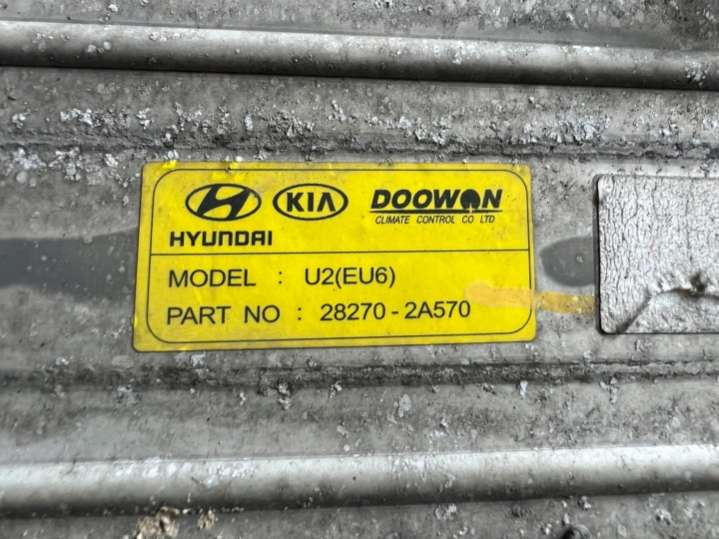 KIA DOOWON
CLIMATE CONTROL CO LTD
HYUNDAI
MODEL : U2(EU6)
PART NO : 28270-2A570